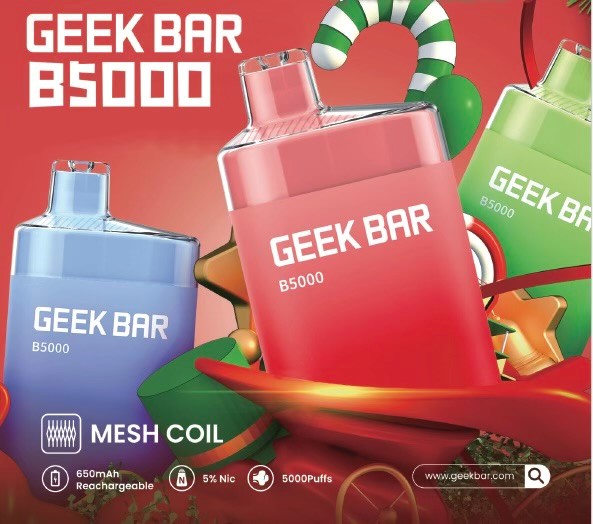 GEEK BAR
B5000
GEEK BAR
B5000
GEEK BAR
B5000
GEEK BA
B5000
MESH COIL
650mAh
Reachargeable
5% Nic
5000Puffs
www.geekbar.com
N